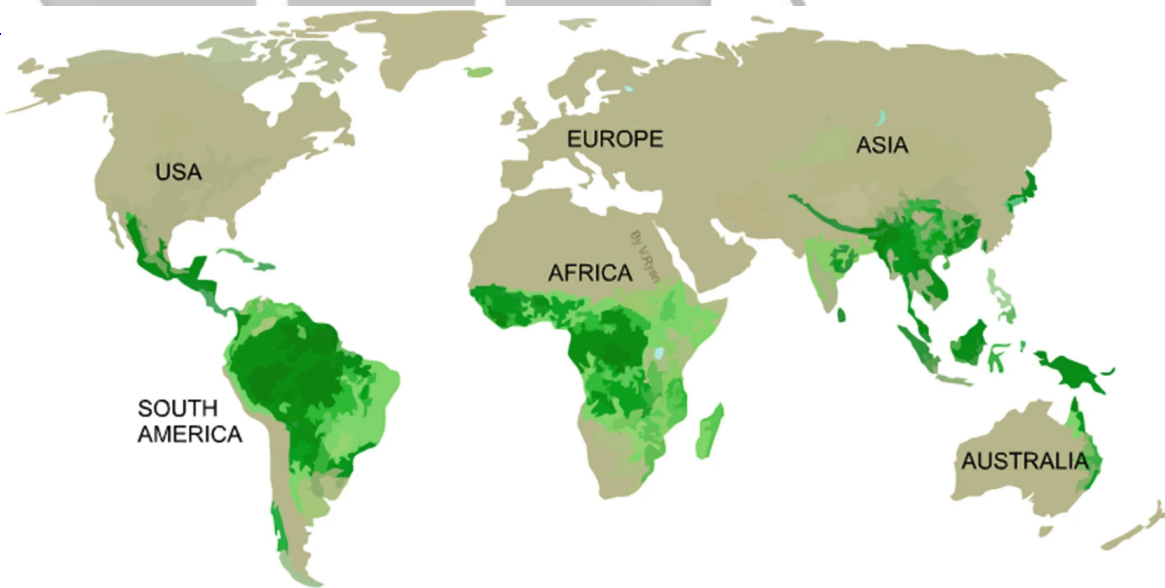 EUROPE
ASIA
USA
By V.Ryan
AFRICA
SOUTH
AMERICA
AUSTRALIA